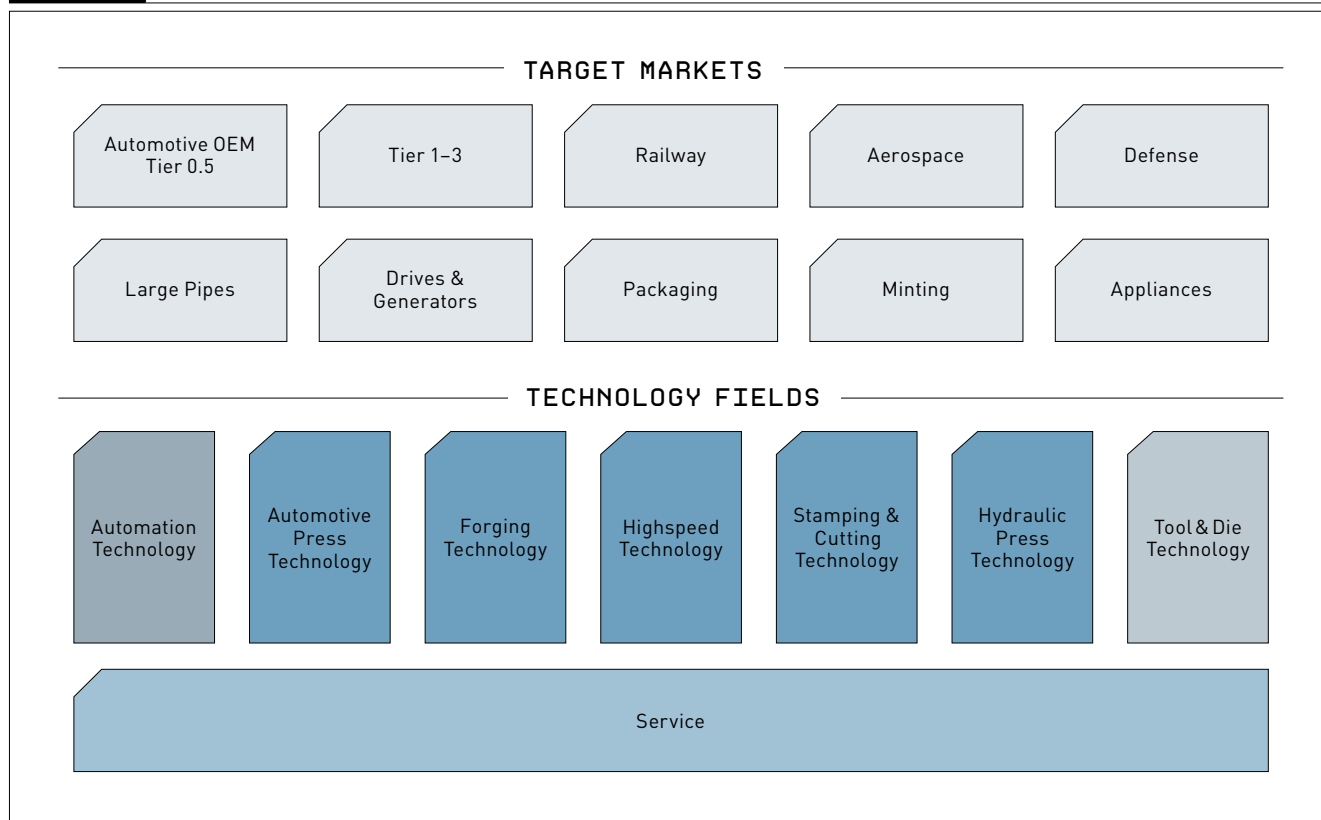 TARGET MARKETS
Automotive OEM
Tier 0.5
Tier 1–3
Railway
Aerospace
Defense
Large Pipes
Drives &
Generators
Packaging
Minting
Appliances
TECHNOLOGY FIELDS
Automation
Technology
Automotive
Press
Technology
Forging
Technology
Highspeed
Technology
Stamping &
Cutting
Technology
Hydraulic
Press
Technology
Tool & Die
Technology
Service